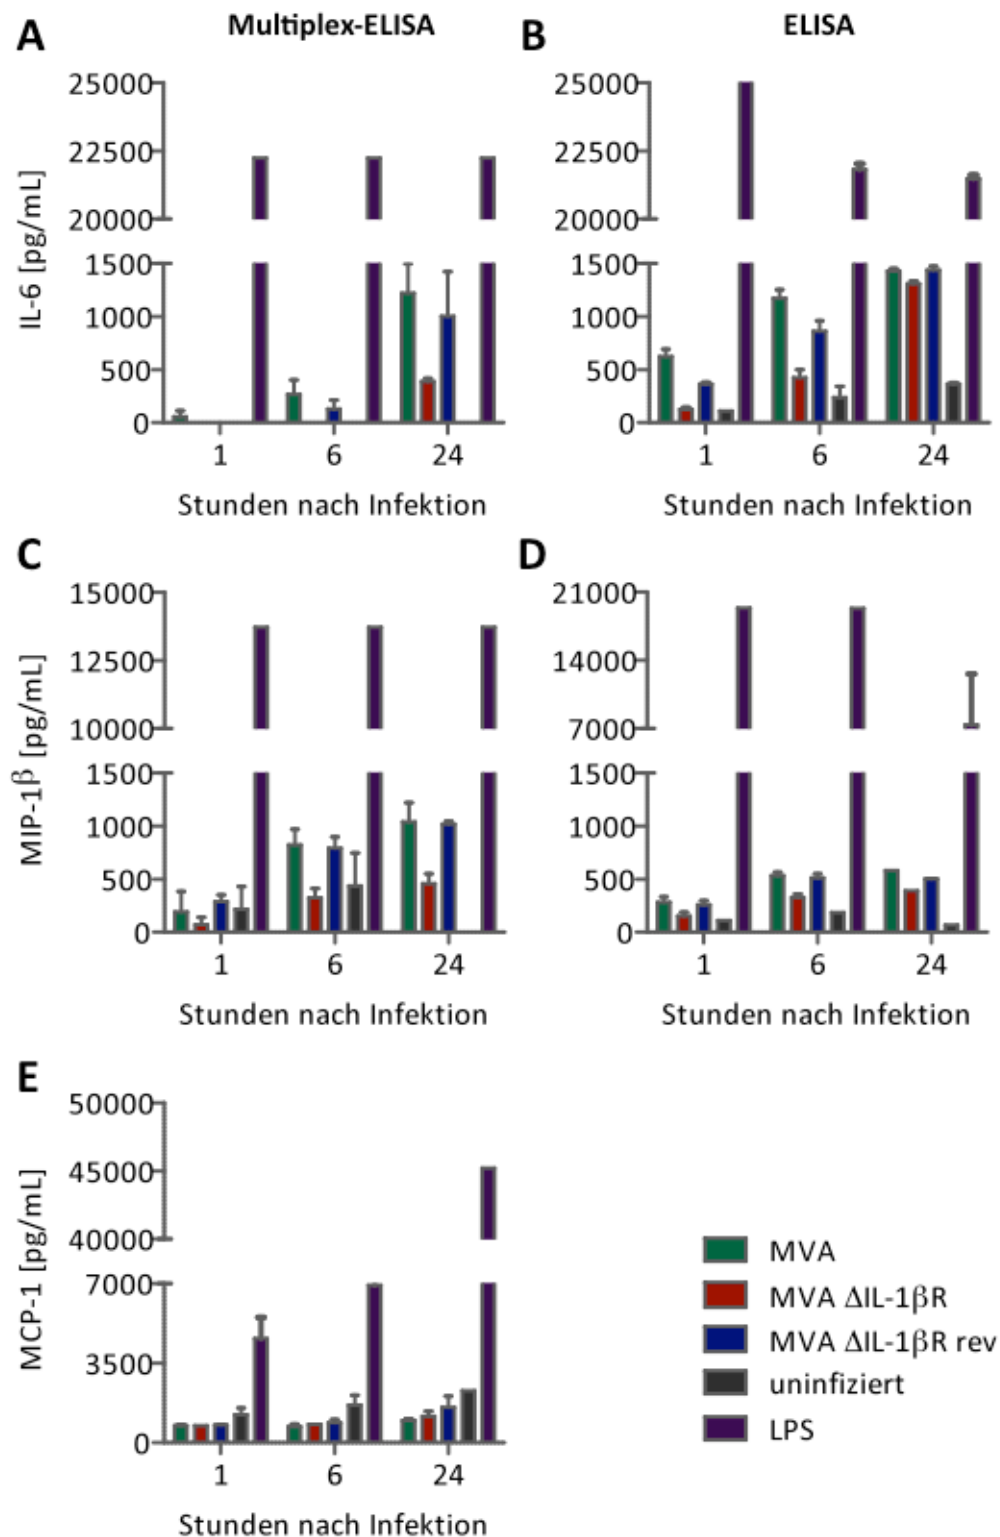 A
Multiplex-ELISA
B
ELISA
IL-6 [pg/mL]
25000
22500
20000
1500
1000
500
0
1 6 24
Stunden nach Infektion
25000
22500
20000
1500
1000
500
0
1 6 24
Stunden nach Infektion
C
MIP-1β [pg/mL]
15000
12500
10000
1500
1000
500
0
1 6 24
Stunden nach Infektion
D
21000
14000
7000
1500
1000
500
0
1 6 24
Stunden nach Infektion
E
MCP-1 [pg/mL]
50000
45000
40000
7000
3500
0
1 6 24
Stunden nach Infektion
MVA
MVA ΔIL-1βR
MVA ΔIL-1βR rev
uninfiziert
LPS